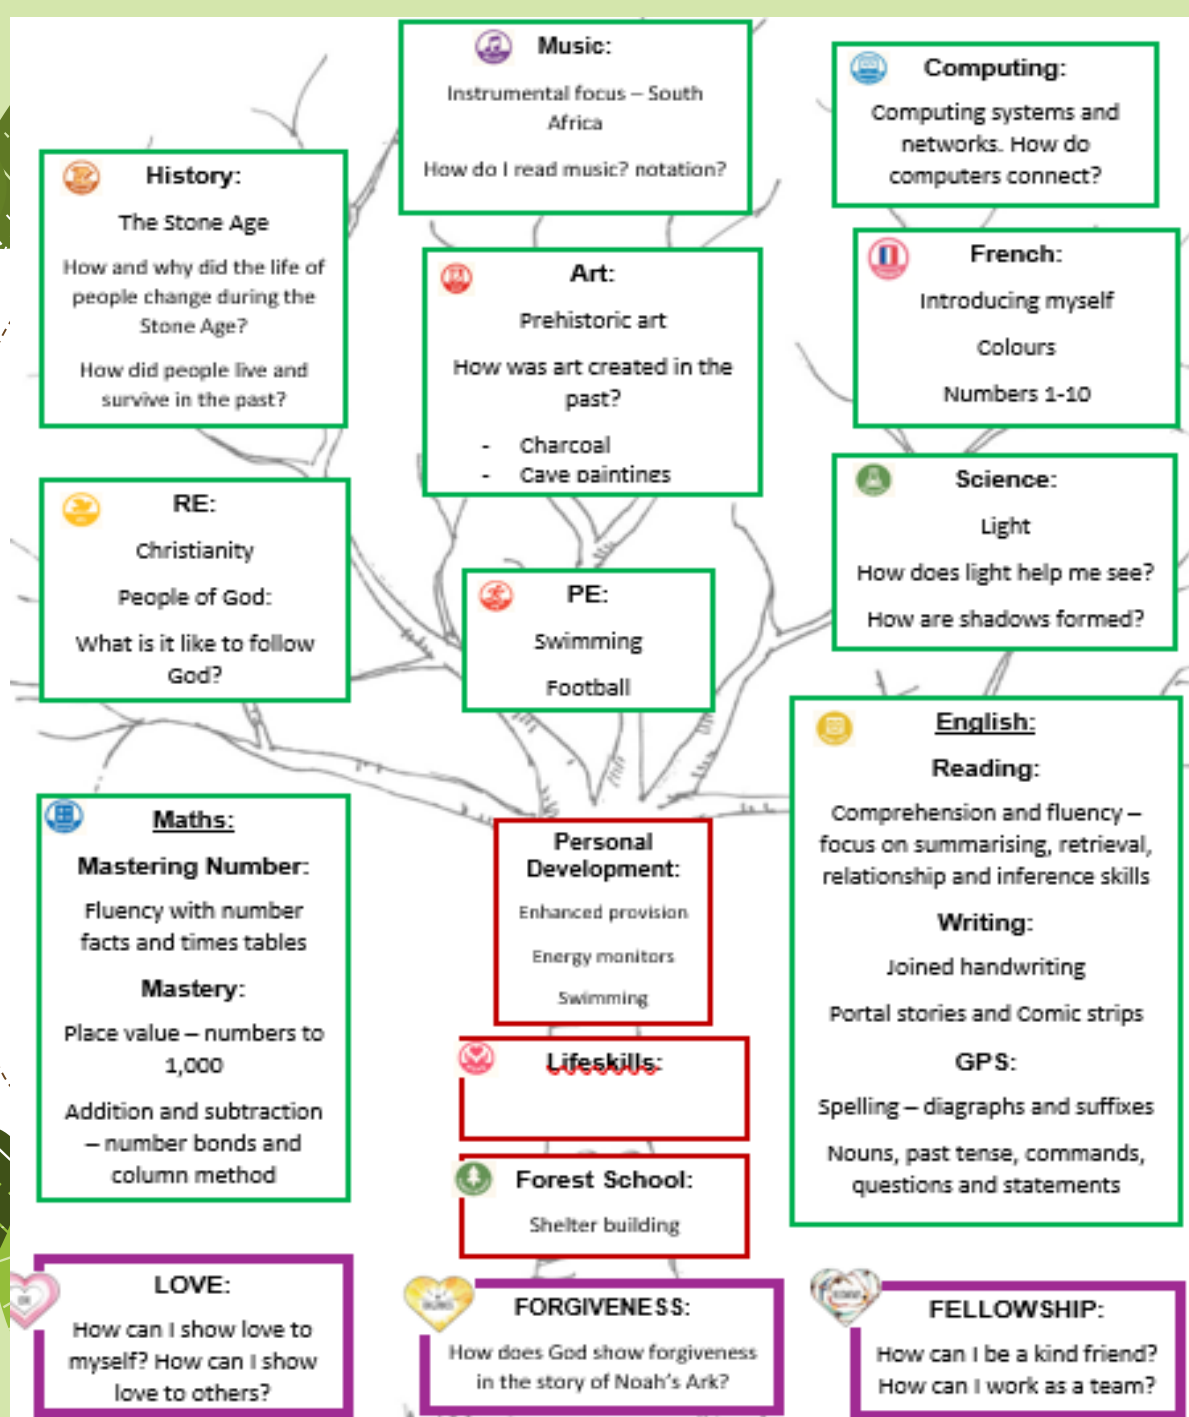 Music:
Instrumental focus – South
Africa
How do I read music? notation?
Computing:
Computing systems and
networks. How do
computers connect?
History:
The Stone Age
How and why did the life of
people change during the
Stone Age?
How did people live and
survive in the past?
Art:
Prehistoric art
How was art created in the
past?
- Charcoal
- Cave paintings
French:
Introducing myself
Colours
Numbers 1-10
RE:
Christianity
People of God:
What is it like to follow
God?
PE:
Swimming
Football
Science:
Light
How does light help me see?
How are shadows formed?
Maths:
Mastering Number:
Fluency with number
facts and times tables
Mastery:
Place value – numbers to
1,000
Addition and subtraction
– number bonds and
column method
Personal
Development:
Enhanced provision
Energy monitors
Swimming
Lifeskills:
Forest School:
Shelter building
English:
Reading:
Comprehension and fluency –
focus on summarising, retrieval,
relationship and inference skills
Writing:
Joined handwriting
Portal stories and Comic strips
GPS:
Spelling – diagraphs and suffixes
Nouns, past tense, commands,
questions and statements
LOVE:
How can I show love to
myself? How can I show
love to others?
FORGIVENESS:
How does God show forgiveness
in the story of Noah's Ark?
FELLOWSHIP:
How can I be a kind friend?
How can I work as a team?